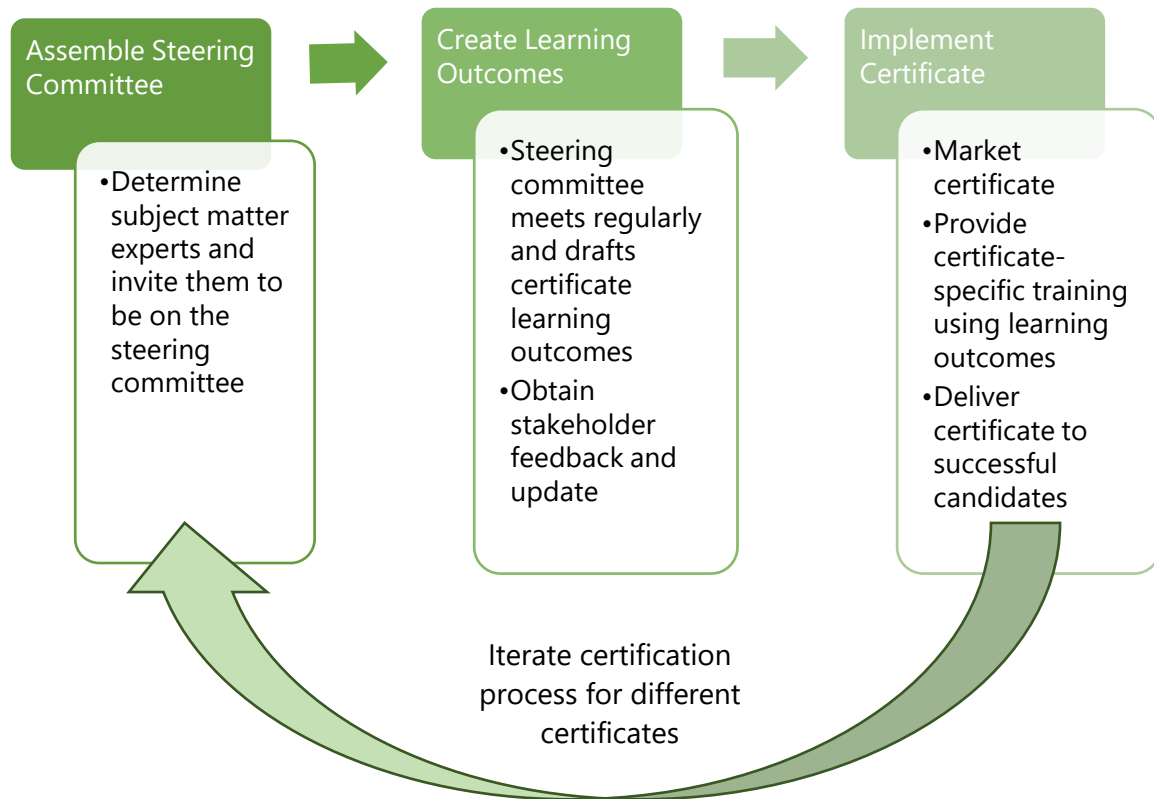 Assemble Steering
Committee
•Determine
subject matter
experts and
invite them to
be on the
steering
committee
Create Learning
Outcomes
•Steering
committee
meets regularly
and drafts
certificate
learning
outcomes
•Obtain
stakeholder
feedback and
update
Implement
Certificate
•Market
certificate
•Provide
certificate-
specific training
using learning
outcomes
•Deliver
certificate to
successful
candidates
Iterate certification
process for different
certificates